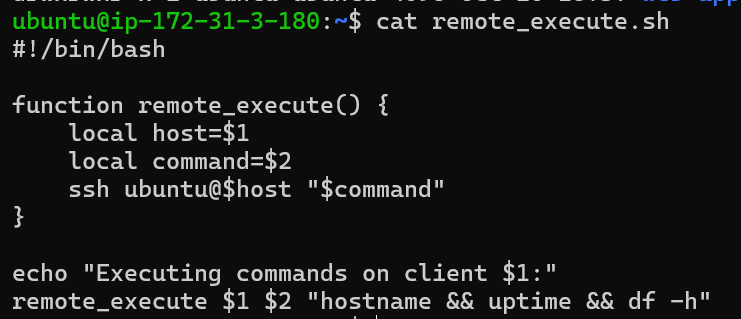 ubuntu@ip-172-31-3-180:~$ cat remote_execute.sh
#!/bin/bash
function remote_execute() {
    local host=$1
    local command=$2
    ssh ubuntu@$host "$command"
}
echo "Executing commands on client $1:"
remote_execute $1 $2 "hostname && uptime && df -h"